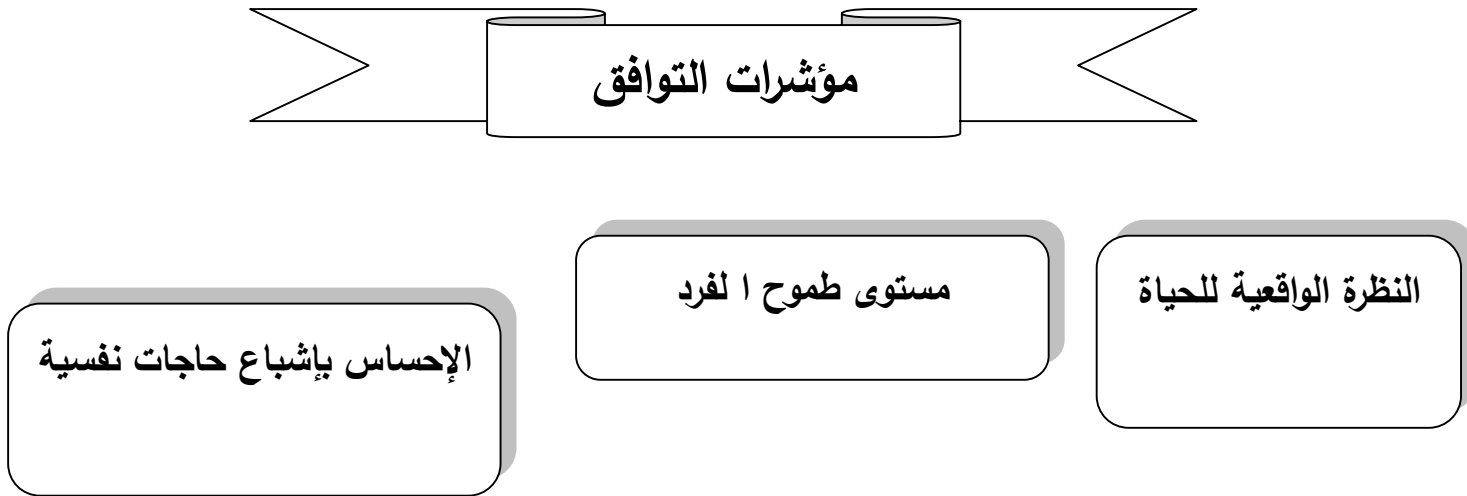 مؤشرات التوافق
النظرة الواقعية للحياة
مستوى طموح ا لفرد
الإحساس بإشباع حاجات نفسية